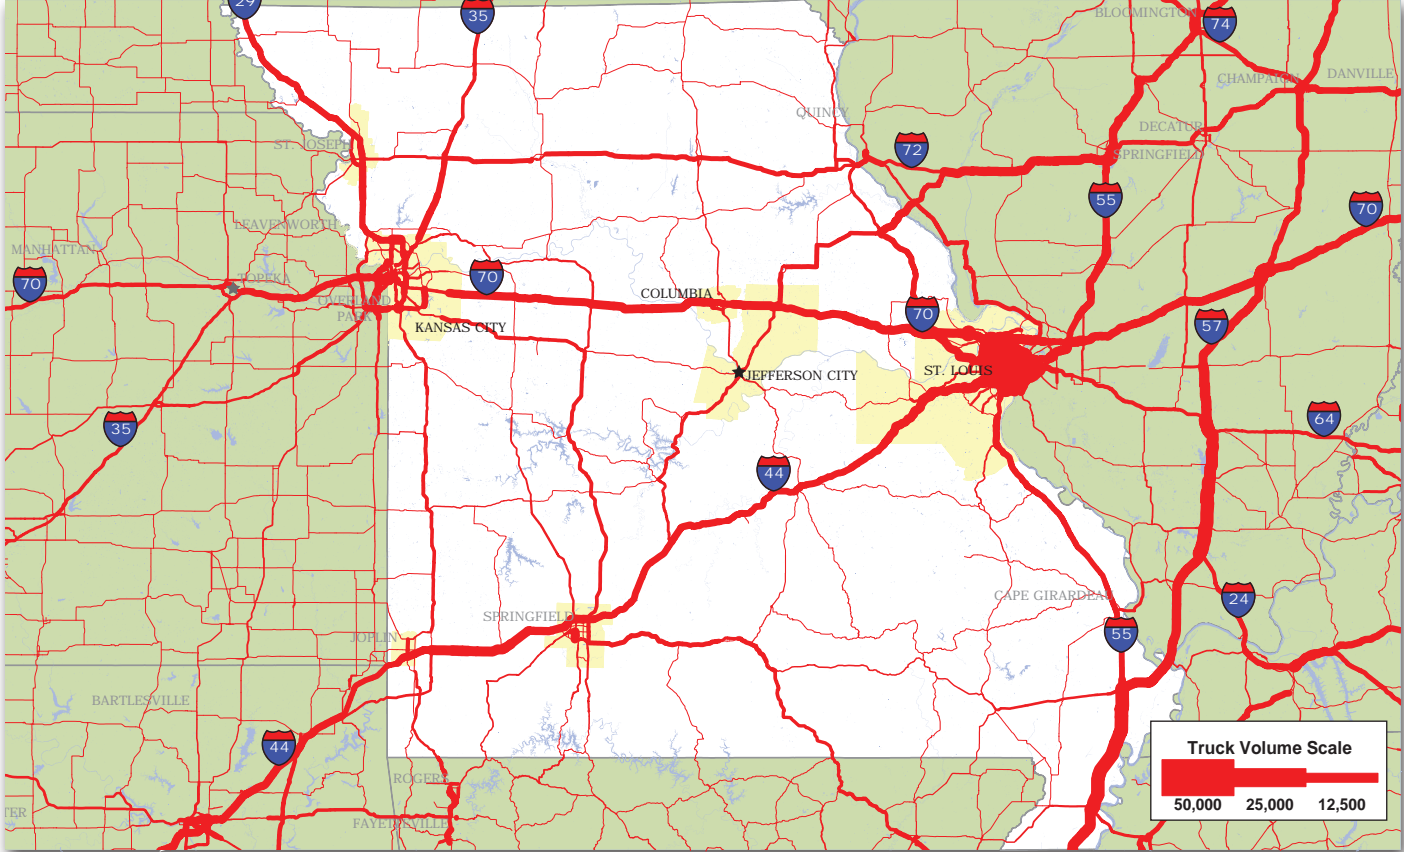 29
35
BLOOMINGTON
74
CHAMPAIGN
DANVILLE
QUINCY
DECATUR
ST. JOSEPH
72
SPRINGFIELD
55
70
LEAVENWORTH
MANHATTAN
70
TOPEKA
70
COLUMBIA
OVERLAND
PARK
KANSAS CITY
70
57
ST. LOUIS
JEFFERSON CITY
35
64
44
CAPE GIRARDEAU
24
SPRINGFIELD
JOPLIN
55
BARTLESVILLE
44
ROGERS
TER
FAYETTEVILLE
Truck Volume Scale
50,000 25,000 12,500